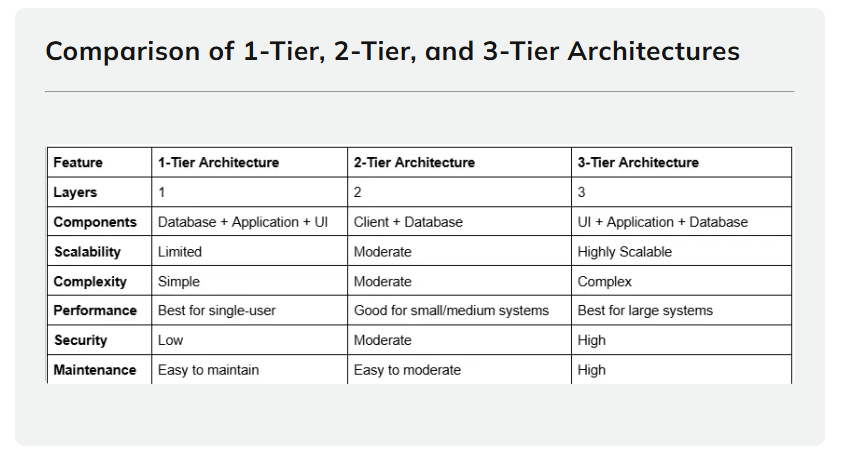 Comparison of 1-Tier, 2-Tier, and 3-Tier Architectures
Feature 1-Tier Architecture 2-Tier Architecture 3-Tier Architecture
Layers 1 2 3
Components Database + Application + UI Client + Database UI + Application + Database
Scalability Limited Moderate Highly Scalable
Complexity Simple Moderate Complex
Performance Best for single-user Good for small/medium systems Best for large systems
Security Low Moderate High
Maintenance Easy to maintain Easy to moderate High